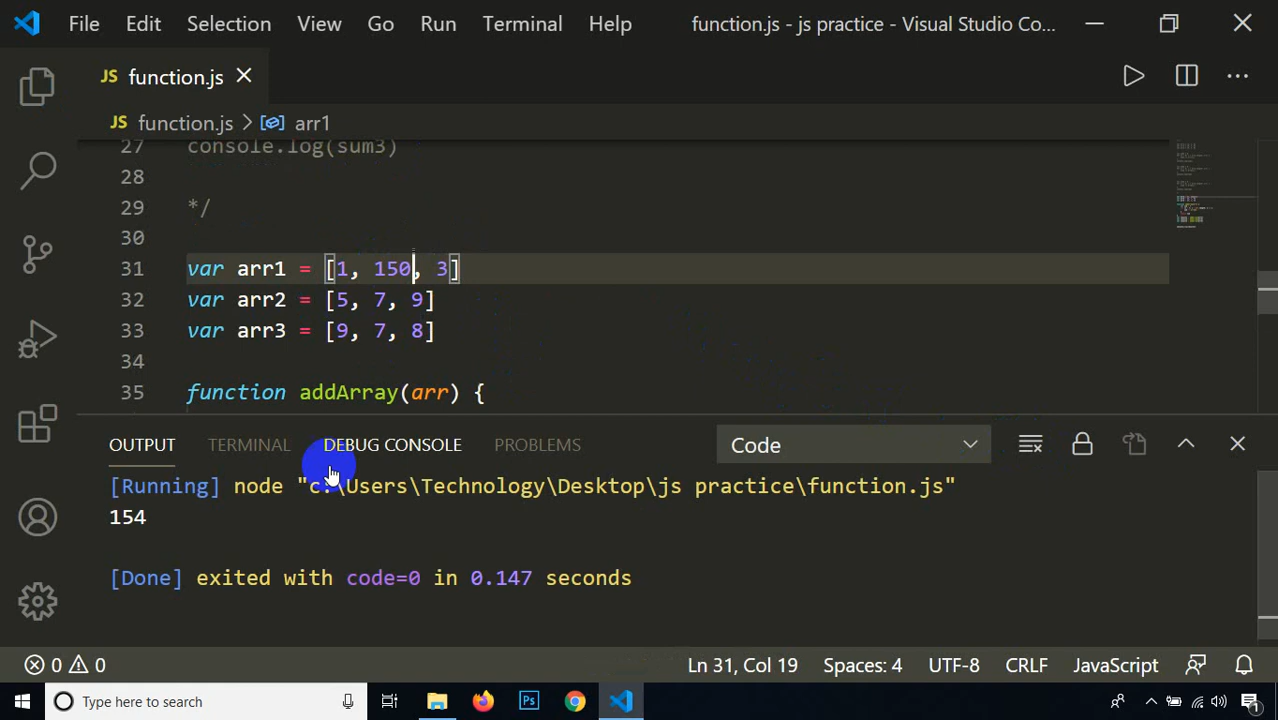 File Edit Selection View Go Run Terminal Help function.js - js practice - Visual Studio Co...
JS function.js
JS function.js > arr1
27 console.log(sum3)
28
29 */
30
31 var arr1 = [1, 150, 3]
32 var arr2 = [5, 7, 9]
33 var arr3 = [9, 7, 8]
34
35 function addArray(arr) {
OUTPUT TERMINAL DEBUG CONSOLE PROBLEMS Code
[Running] node "c:\Users\Technology\Desktop\js practice\function.js"
154
[Done] exited with code=0 in 0.147 seconds
0 0 Ln 31, Col 19 Spaces: 4 UTF-8 CRLF JavaScript
Type here to search Ps 1